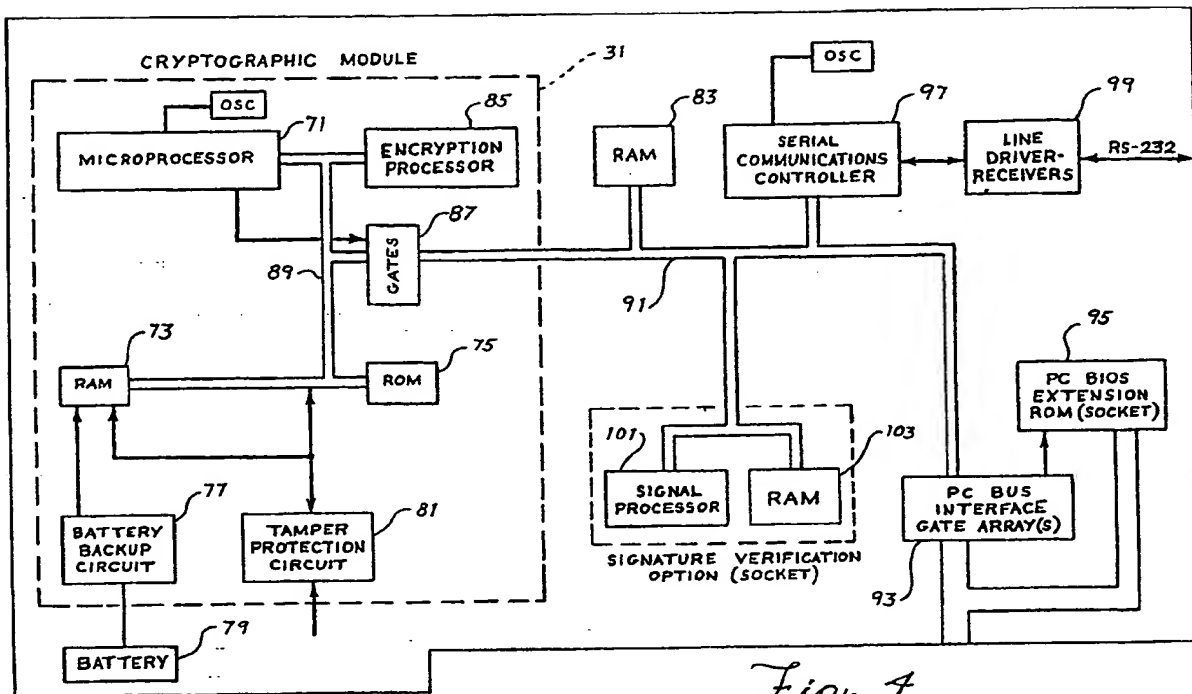 CRYPTOGRAPHIC MODULE
31
OSC
71
MICROPROCESSOR
85
ENCRYPTION
PROCESSOR
87
GATES
89
73
RAM
75
ROM
77
BATTERY
BACKUP
CIRCUIT
81
TAMPER
PROTECTION
CIRCUIT
79
BATTERY
83
RAM
OSC
97
SERIAL
COMMUNICATIONS
CONTROLLER
99
LINE
DRIVER-
RECEIVERS
RS-232
91
101
SIGNAL
PROCESSOR
103
RAM
SIGNATURE VERIFICATION
OPTION (SOCKET)
95
PC BIOS
EXTENSION
ROM (SOCKET)
PC BUS
INTERFACE
GATE ARRAY(S)
93
Fig. 4